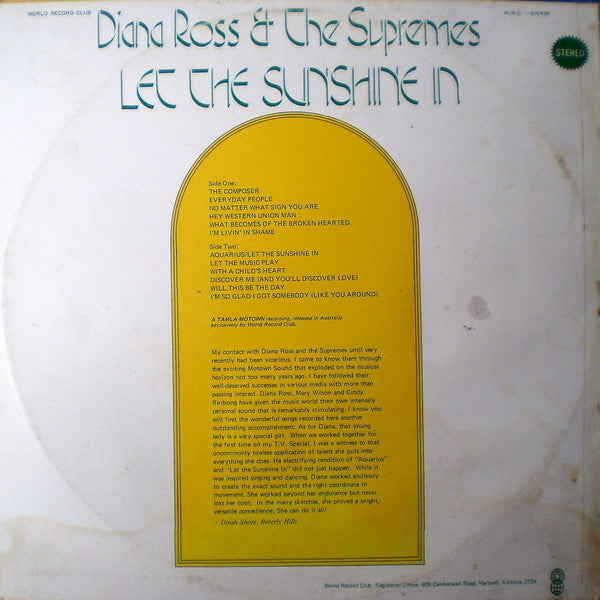 WORLD RECORD CLUB
W.R.C. - S/5436
Diana Ross & The Supremes
STEREO
LET THE SUNSHINE IN
Side One:
THE COMPOSER
EVERYDAY PEOPLE
NO MATTER WHAT SIGN YOU ARE
HEY WESTERN UNION MAN
WHAT BECOMES OF THE BROKEN HEARTED
I'M LIVIN' IN SHAME
Side Two:
AQUARIUS/LET THE SUNSHINE IN
LET THE MUSIC PLAY
WITH A CHILD'S HEART
DISCOVER ME (AND YOU'LL DISCOVER LOVE)
WILL THIS BE THE DAY
I'M SO GLAD I GOT SOMEBODY (LIKE YOU AROUND)
A TAMLA-MOTOWN recording, released in Australia
exclusively by World Record Club.
My contact with Diana Ross and the Supremes until very
recently had been vicarious. I came to know them through
the exciting Motown Sound that exploded on the musical
horizon not too many years ago. I have followed their
well-deserved successes in various media with more than
passing interest. Diana Ross, Mary Wilson and Cindy
Birdsong have given the music world their own intensely
personal sound that is remarkably stimulating. I know you
will find the wonderful songs recorded here another
outstanding accomplishment. As for Diana, that young
lady is a very special girl. When we worked together for
the first time on my T.V. Special, I was a witness to that
uncommonly tireless application of talent she puts into
everything she does. He electrifying rendition of "Aquarius"
and "Let the Sunshine In" did not just happen. While it
was inspired singing and dancing. Diana worked endlessly
to create the exact sound and the right coordinate in
movement. She worked beyond her endurance but never
lost her cool. In the many sketches, she proved a bright,
versatile comedienne. She can do it all!
– Dinah Shore, Beverly Hills.
World Record Club. Registered Office–605 Camberwell Road, Hartwell, Victoria, 3124